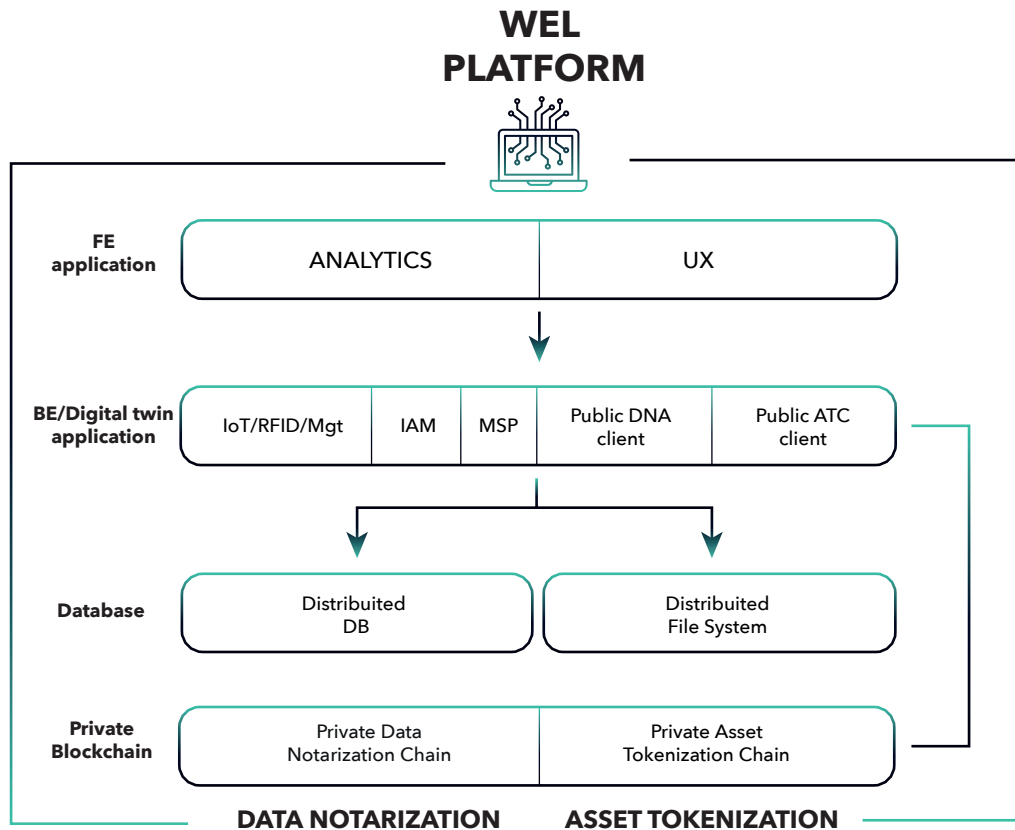 WEL
PLATFORM
FE
application
ANALYTICS
UX
BE/Digital twin
application
IoT/RFID/Mgt
IAM
MSP
Public DNA
client
Public ATC
client
Database
Distribuited
DB
Distribuited
File System
Private
Blockchain
Private Data
Notarization Chain
Private Asset
Tokenization Chain
DATA NOTARIZATION
ASSET TOKENIZATION